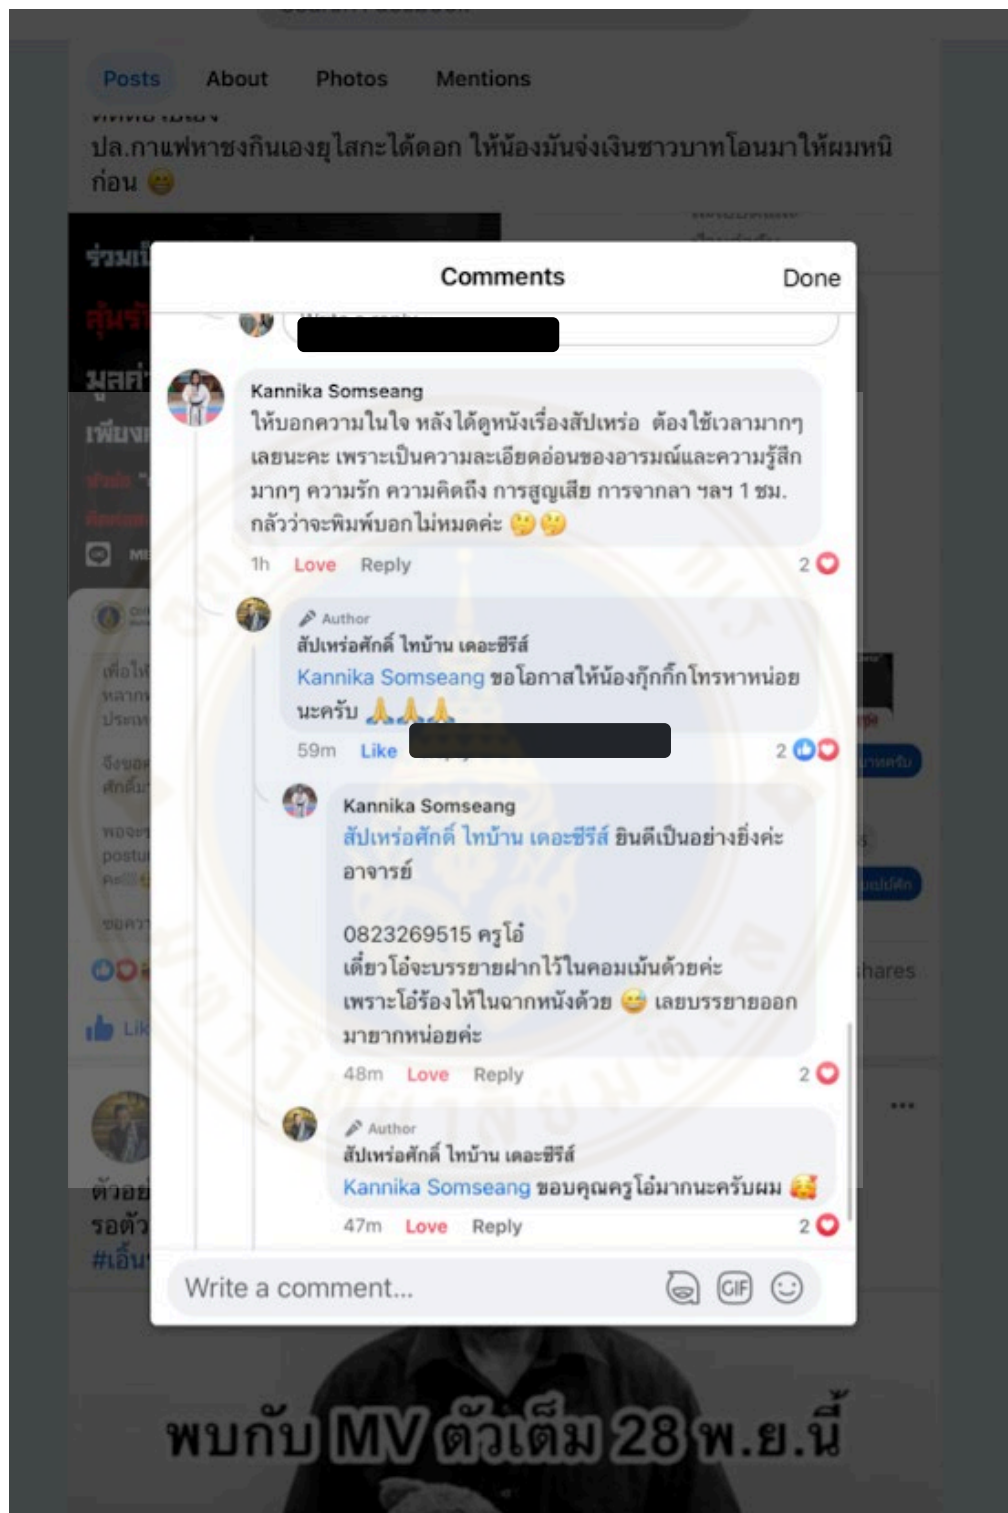 Posts About Photos Mentions
ปล.กาแฟหาชงกินเองยุไสกะได้ดอก ให้น้องมันจ่งเงินซาวบาทโอนมาให้ผมหนิ
ก่อน 😁
Comments Done
Kannika Somseang
ให้บอกความในใจ หลังได้ดูหนังเรื่องสัปเหร่อ ต้องใช้เวลามากๆ
เลยนะคะ เพราะเป็นความละเอียดอ่อนของอารมณ์และความรู้สึก
มากๆ ความรัก ความคิดถึง การสูญเสีย การจากลา ฯลฯ 1 ชม.
กลัวว่าจะพิมพ์บอกไม่หมดค่ะ 🤔🤔
1h Love Reply 2
Author
สัปเหร่อศักดิ์ ไทบ้าน เดอะซีรีส์
Kannika Somseang ขอโอกาสให้น้องกุ๊กกิ๊กโทรหาหน่อย
นะครับ 🙏🙏🙏
59m Like 2
Kannika Somseang
สัปเหร่อศักดิ์ ไทบ้าน เดอะซีรีส์ ยินดีเป็นอย่างยิ่งค่ะ
อาจารย์
0823269515 ครูโอ๋
เดี๋ยวโอ๋จะบรรยายฝากไว้ในคอมเม้นด้วยค่ะ
เพราะโอ๋ร้องไห้ในฉากหนังด้วย 😅 เลยบรรยายออก
มายากหน่อยค่ะ
48m Love Reply 2
Author
สัปเหร่อศักดิ์ ไทบ้าน เดอะซีรีส์
Kannika Somseang ขอบคุณครูโอ๋มากนะครับผม 🥰
47m Love Reply 2
Write a comment... GIF
พบกับ MV ตัวเต็ม 28 พ.ย.นี้